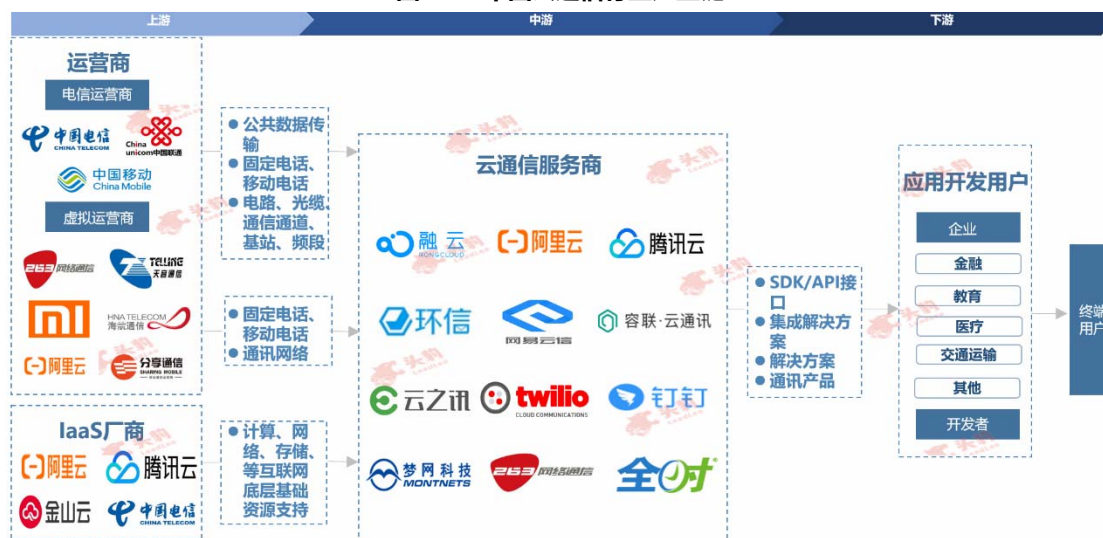 上游
中游
下游
运营商
电信运营商
中国电信
CHINA TELECOM
China
unicom中国联通
中国移动
China Mobile
虚拟运营商
263网络通信
TELLING
天音通信
mi
HNA TELECOM
海航通信
阿里云
分享通信
SHARING MOBILE
IaaS厂商
阿里云
腾讯云
金山云
中国电信
CHINA TELECOM
● 公共数据传
输
● 固定电话、
移动电话
● 电路、光缆、
通信通道、
基站、频段
● 固定电话、
移动电话
● 通讯网络
● 计算、网
络、存储、
等互联网
底层基础
资源支持
云通信服务商
融云
RONGCLOUD
阿里云
腾讯云
环信
网易云信
容联·云通讯
云之讯
twilio
CLOUD COMMUNICATIONS
钉钉
梦网科技
MONTNETS
263网络通信
全时
● SDK/API接
口
● 集成解决方
案
● 解决方案
● 通讯产品
应用开发用户
企业
金融
教育
医疗
交通运输
其他
开发者
终端
用户
头豹